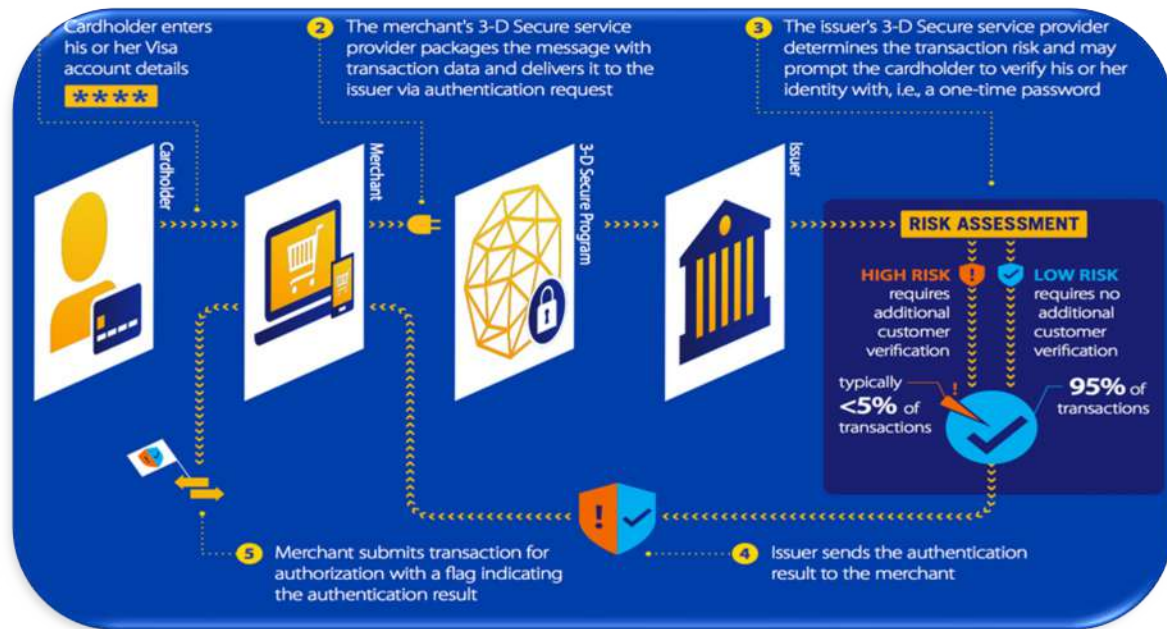 Cardholder enters
his or her Visa
account details
****
2 The merchant's 3-D Secure service
provider packages the message with
transaction data and delivers it to the
issuer via authentication request
3 The issuer's 3-D Secure service provider
determines the transaction risk and may
prompt the cardholder to verify his or her
identity with, i.e., a one-time password
Cardholder
Merchant
3-D Secure Program
Issuer
RISK ASSESSMENT
HIGH RISK
requires
additional
customer
verification
LOW RISK
requires no
additional
customer
verification
typically
<5% of
transactions
95% of
transactions
5 Merchant submits transaction for
authorization with a flag indicating
the authentication result
4 Issuer sends the authentication
result to the merchant